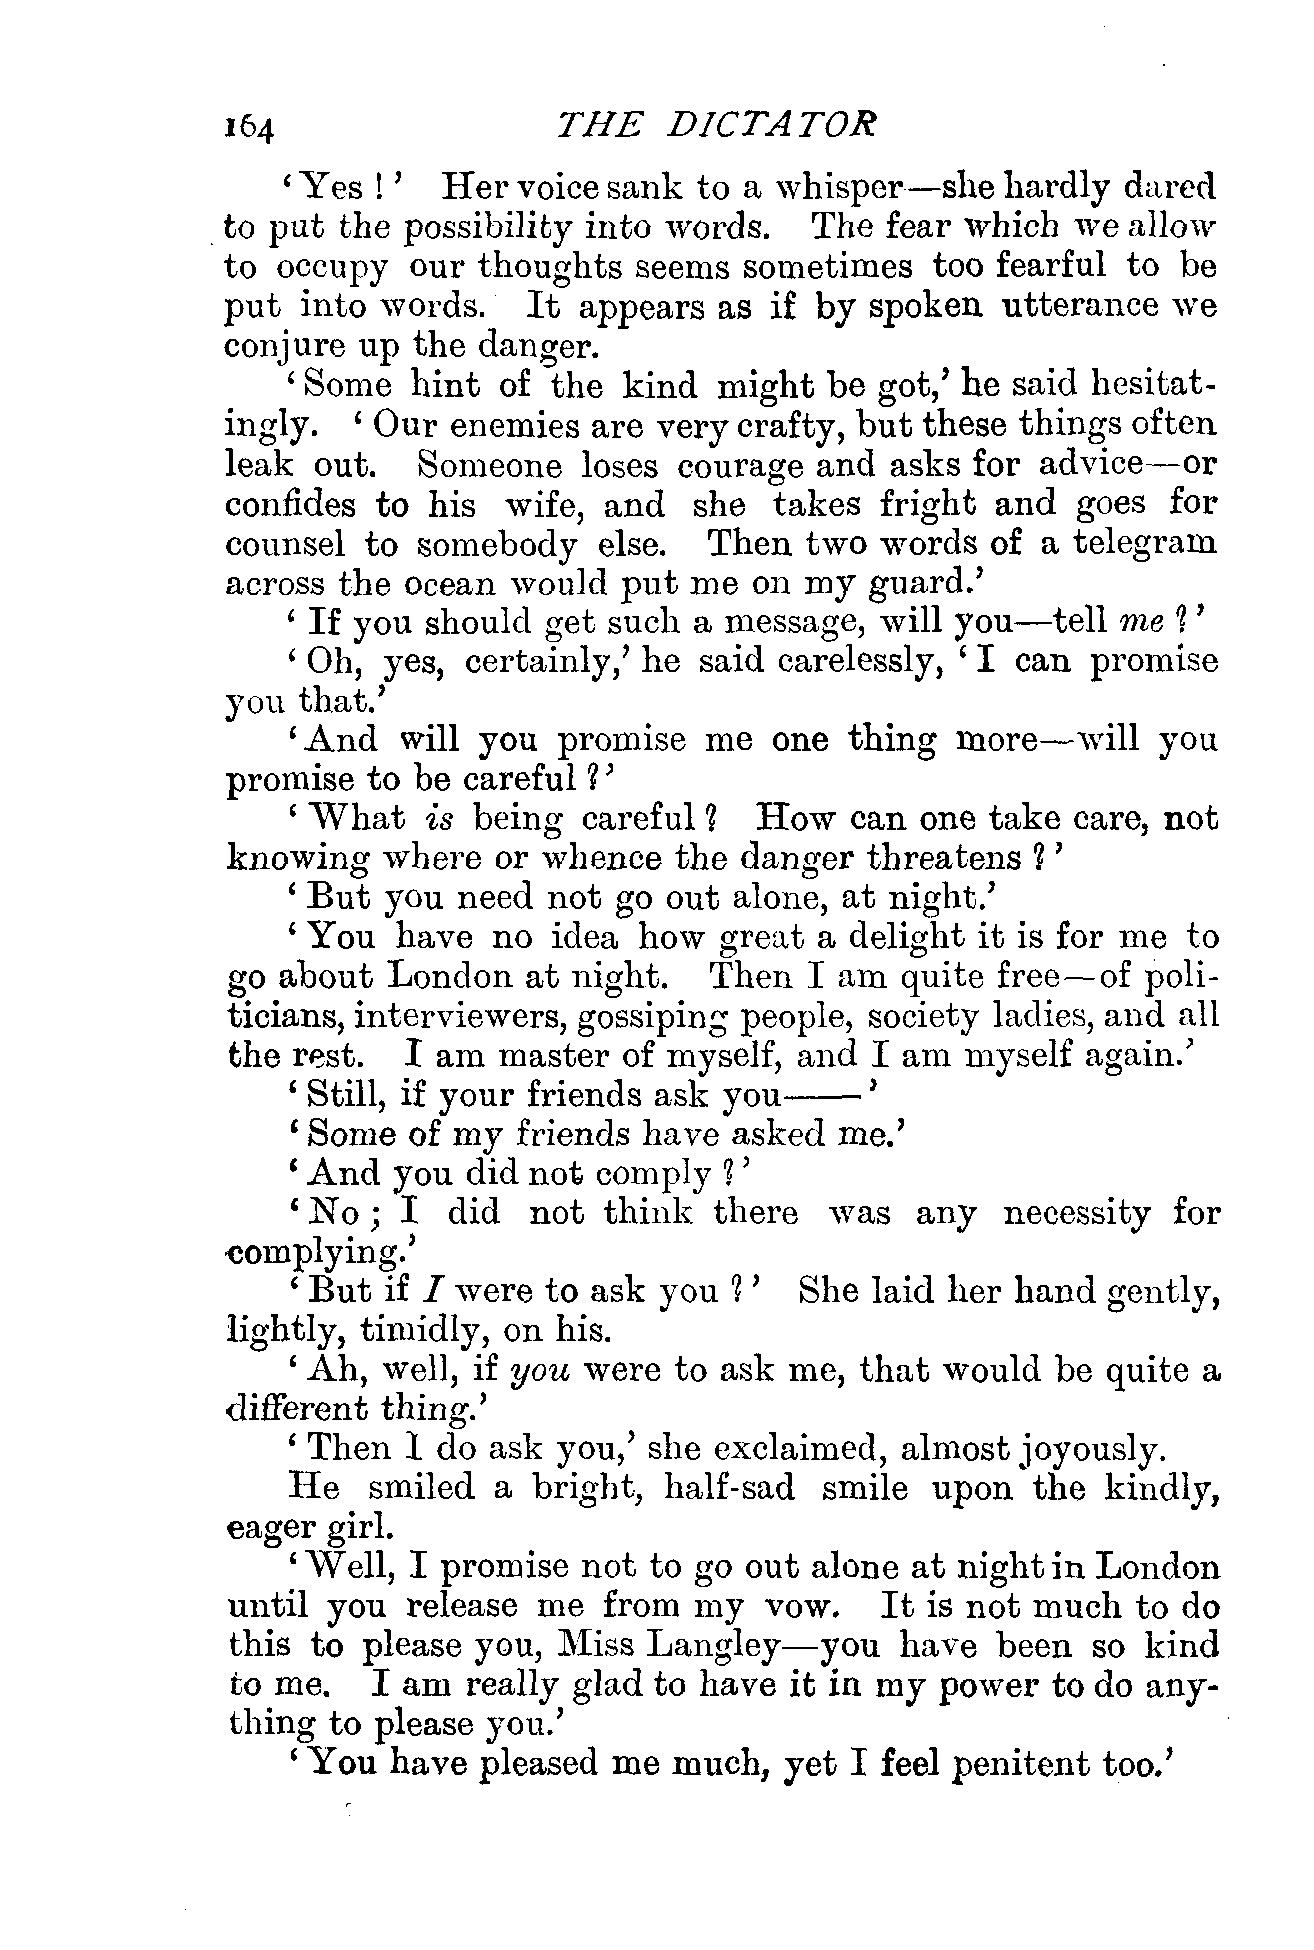 164 THE DICTATOR
‘Yes!’ Her voice sank to a whisper—she hardly dared
to put the possibility into words. The fear which we allow
to occupy our thoughts seems sometimes too fearful to be
put into words. It appears as if by spoken utterance we
conjure up the danger.
‘Some hint of the kind might be got,’ he said hesitat-
ingly. ‘Our enemies are very crafty, but these things often
leak out. Someone loses courage and asks for advice—or
confides to his wife, and she takes fright and goes for
counsel to somebody else. Then two words of a telegram
across the ocean would put me on my guard.’
‘If you should get such a message, will you—tell me?’
‘Oh, yes, certainly,’ he said carelessly, ‘I can promise
you that.’
‘And will you promise me one thing more—will you
promise to be careful?’
‘What is being careful? How can one take care, not
knowing where or whence the danger threatens?’
‘But you need not go out alone, at night.’
‘You have no idea how great a delight it is for me to
go about London at night. Then I am quite free—of poli-
ticians, interviewers, gossiping people, society ladies, and all
the rest. I am master of myself, and I am myself again.’
‘Still, if your friends ask you——’
‘Some of my friends have asked me.’
‘And you did not comply?’
‘No; I did not think there was any necessity for
complying.’
‘But if I were to ask you?’ She laid her hand gently,
lightly, timidly, on his.
‘Ah, well, if you were to ask me, that would be quite a
different thing.’
‘Then I do ask you,’ she exclaimed, almost joyously.
He smiled a bright, half-sad smile upon the kindly,
eager girl.
‘Well, I promise not to go out alone at night in London
until you release me from my vow. It is not much to do
this to please you, Miss Langley—you have been so kind
to me. I am really glad to have it in my power to do any-
thing to please you.’
‘You have pleased me much, yet I feel penitent too.’